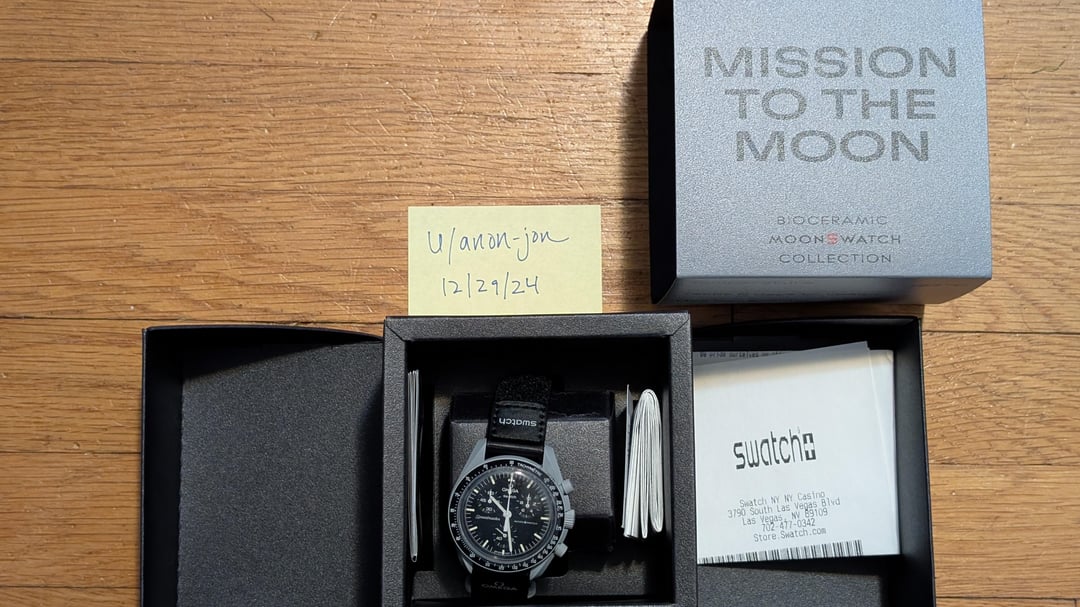 MISSION
TO THE
MOON
BIOCERAMIC
MOONSWATCH
COLLECTION
u/anon-jon
12/29/24
swatch
TACHYMETRE
OMEGA
swatch
Swatch NY NY Casino
3790 South Las Vegas Blvd
Las Vegas, NV 89109
702-477-0342
Store.Swatch.com